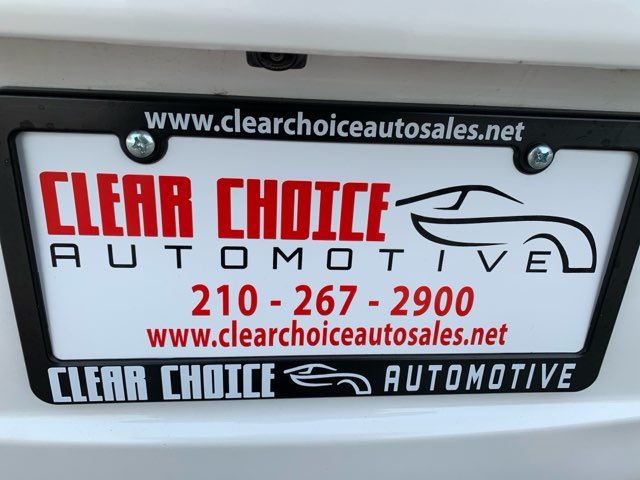 www.clearchoiceautosales.net
CLEAR CHOICE
AUTOMOTIVE
210 - 267 - 2900
www.clearchoiceautosales.net
CLEAR CHOICE AUTOMOTIVE